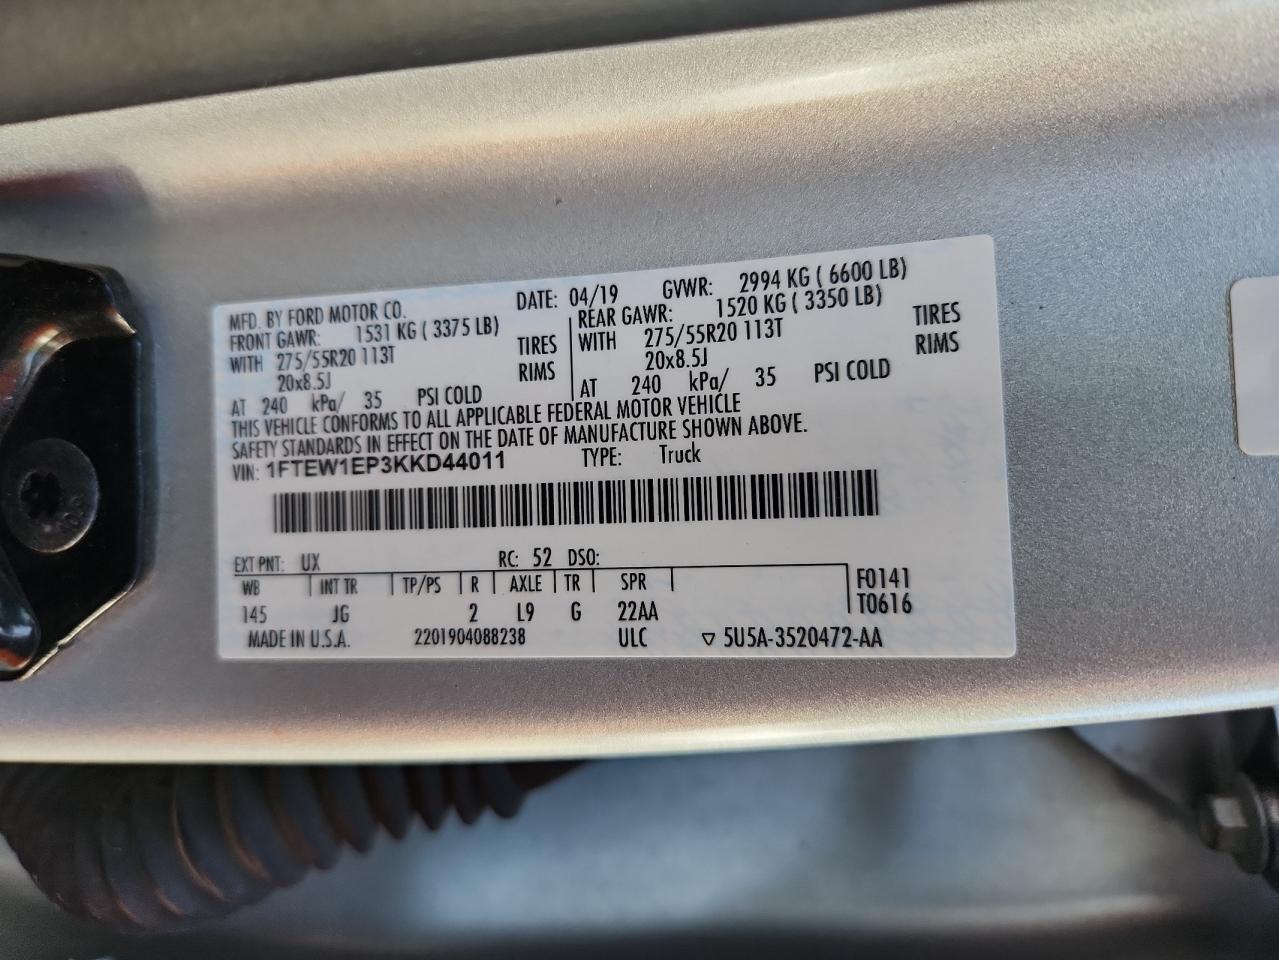 MFD. BY FORD MOTOR CO. DATE: 04/19 GVWR: 2994 KG ( 6600 LB)
FRONT GAWR: 1531 KG ( 3375 LB) REAR GAWR: 1520 KG ( 3350 LB)
WITH 275/55R20 113T TIRES WITH 275/55R20 113T TIRES
20x8.5J RIMS 20x8.5J RIMS
AT 240 kPa/ 35 PSI COLD AT 240 kPa/ 35 PSI COLD
THIS VEHICLE CONFORMS TO ALL APPLICABLE FEDERAL MOTOR VEHICLE
SAFETY STANDARDS IN EFFECT ON THE DATE OF MANUFACTURE SHOWN ABOVE.
VIN: 1FTEW1EP3KKD44011 TYPE: Truck
EXT PNT: UX RC: 52 DSO:
WB INT TR TP/PS R AXLE TR SPR F0141
145 JG 2 L9 G 22AA T0616
MADE IN U.S.A. 2201904088238 ULC ▽ 5U5A-3520472-AA